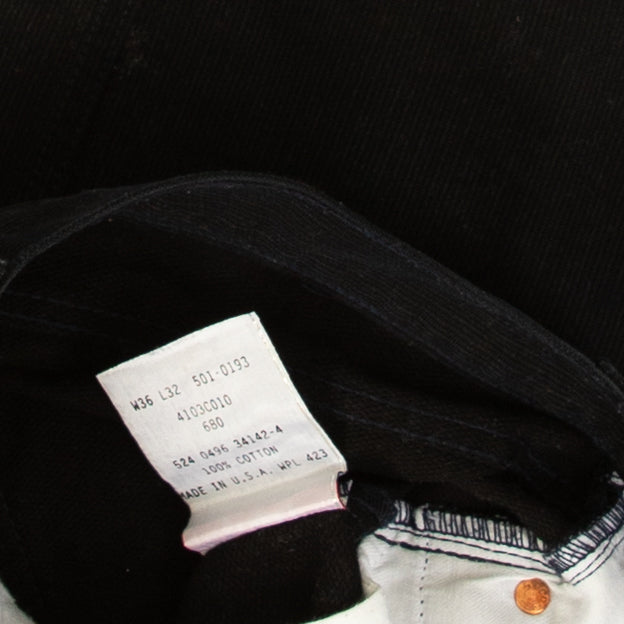 W36 L32 501-0193
4103C010
680
524 0496 34142-4
100% COTTON
MADE IN U.S.A. WPL 423